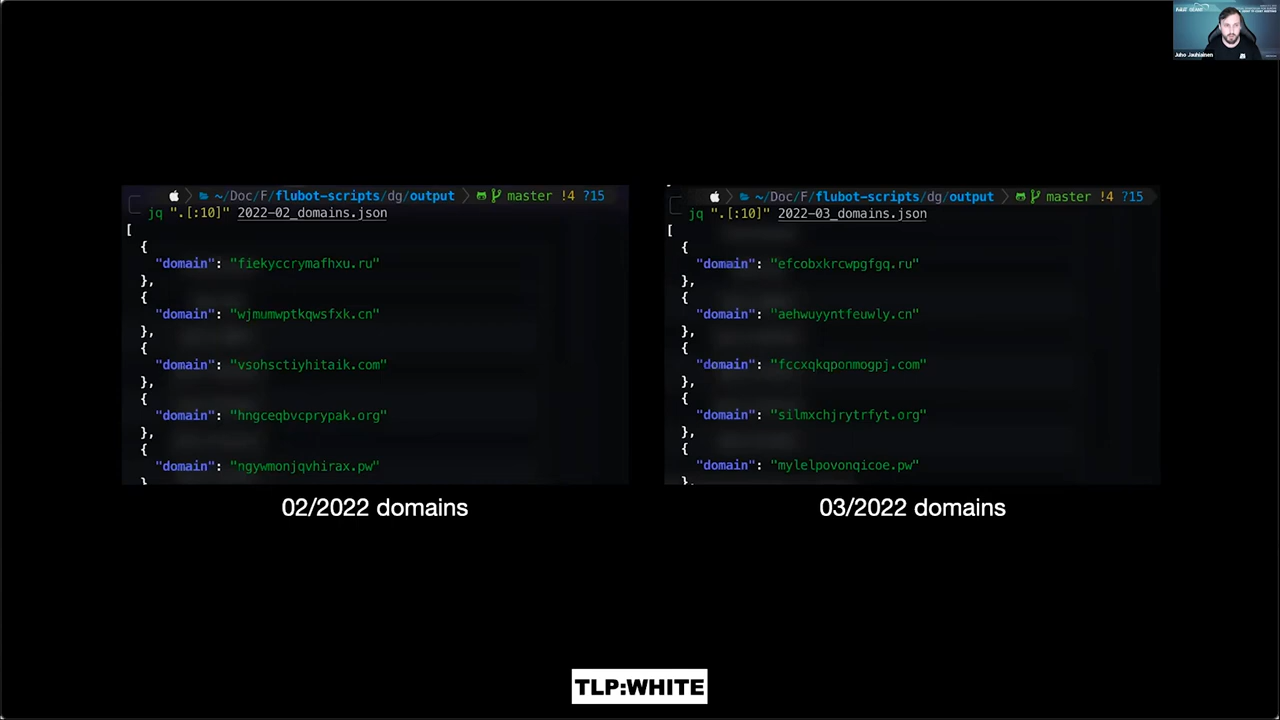 Juho Jauhiainen
~/Doc/F/flubot-scripts/dg/output master !4 ?15
jq ".[:10]" 2022-02_domains.json
[
{
"domain": "fiekyccrymafhxu.ru"
},
{
"domain": "wjmumwptkqwsfxk.cn"
},
{
"domain": "vsohsctiyhitaik.com"
},
{
"domain": "hngceqbvcprypak.org"
},
{
"domain": "ngywmonjqvhirax.pw"
}
02/2022 domains
~/Doc/F/flubot-scripts/dg/output master !4 ?15
jq ".[:10]" 2022-03_domains.json
[
{
"domain": "efcobxkrcwpgfgq.ru"
},
{
"domain": "aehwuyyntfeuwly.cn"
},
{
"domain": "fccxqkqponmogpj.com"
},
{
"domain": "silmxchjrytrfyt.org"
},
{
"domain": "mylelpovonqicoe.pw"
}
03/2022 domains
TLP:WHITE